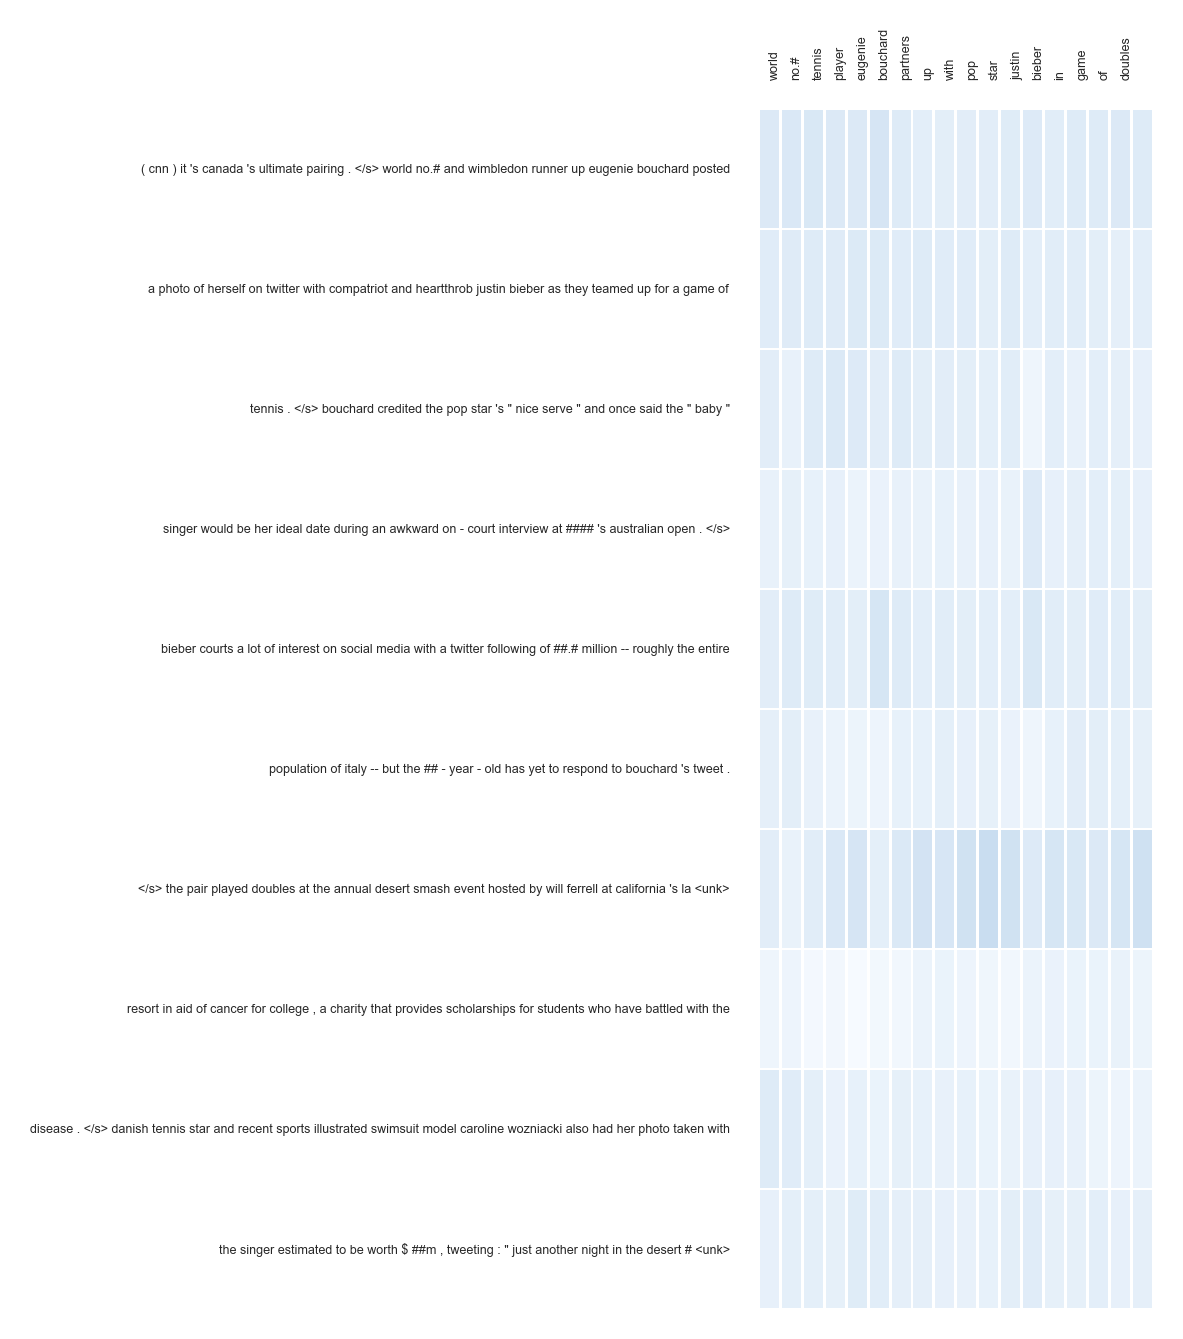 world no.# tennis player eugenie bouchard partners up with pop star justin bieber in game of doubles
( cnn ) it 's canada 's ultimate pairing . </s> world no.# and wimbledon runner up eugenie bouchard posted
a photo of herself on twitter with compatriot and heartthrob justin bieber as they teamed up for a game of
tennis . </s> bouchard credited the pop star 's " nice serve " and once said the " baby "
singer would be her ideal date during an awkward on - court interview at #### 's australian open . </s>
bieber courts a lot of interest on social media with a twitter following of ##.# million -- roughly the entire
population of italy -- but the ## - year - old has yet to respond to bouchard 's tweet .
</s> the pair played doubles at the annual desert smash event hosted by will ferrell at california 's la <unk>
resort in aid of cancer for college , a charity that provides scholarships for students who have battled with the
disease . </s> danish tennis star and recent sports illustrated swimsuit model caroline wozniacki also had her photo taken with
the singer estimated to be worth $ ##m , tweeting : " just another night in the desert # <unk>